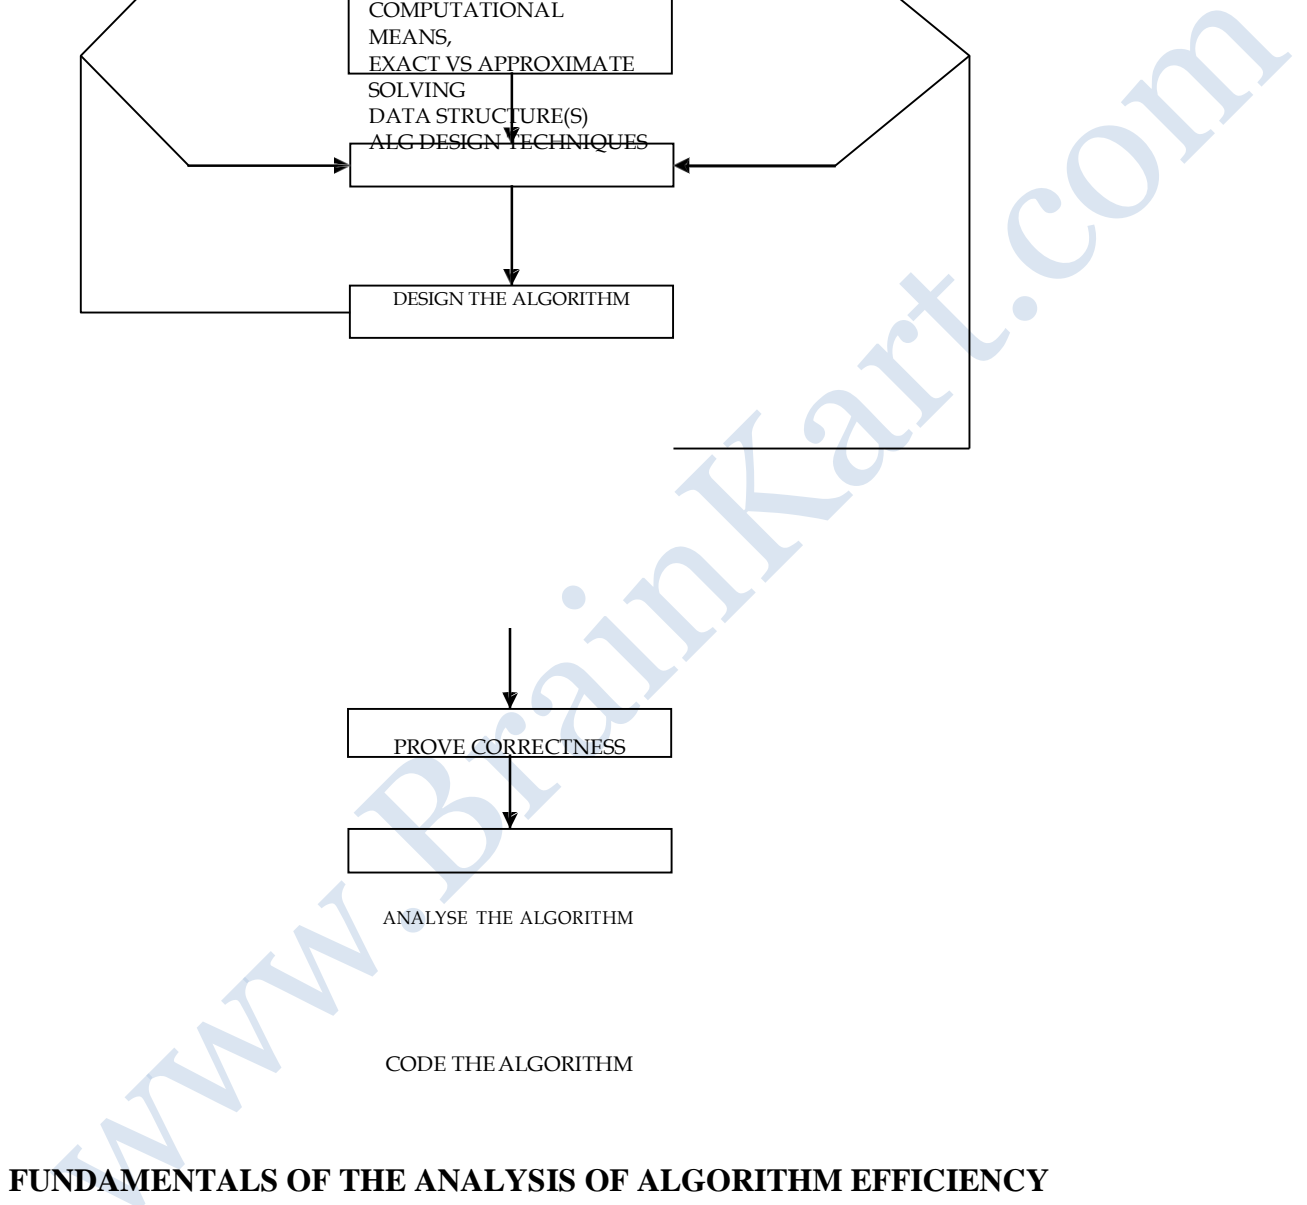 COMPUTATIONAL
MEANS,
EXACT VS APPROXIMATE
SOLVING
DATA STRUCTURE(S)
ALG DESIGN TECHNIQUES
DESIGN THE ALGORITHM
PROVE CORRECTNESS
ANALYSE THE ALGORITHM
CODE THE ALGORITHM
FUNDAMENTALS OF THE ANALYSIS OF ALGORITHM EFFICIENCY
www.BrainKart.com